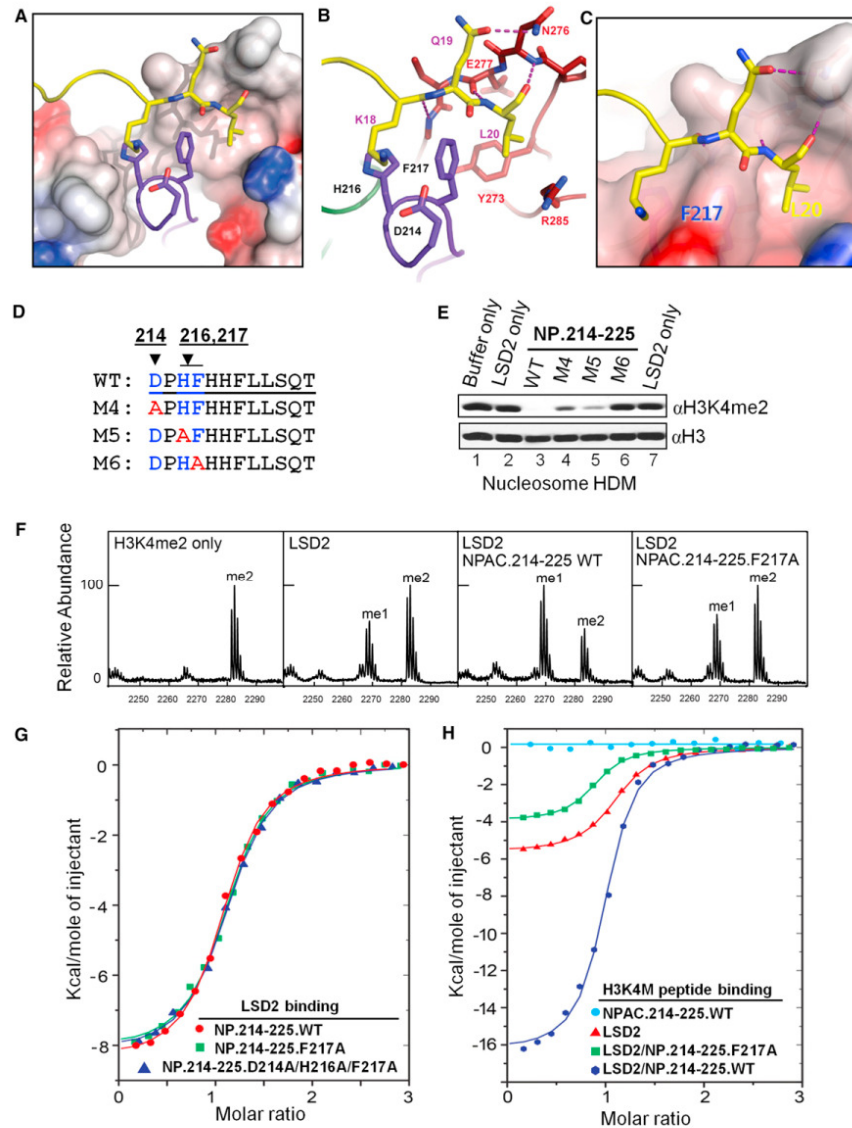 A
B
C
Q19
N276
E277
K18
L20
F217
H216
Y273
D214
R285
F217
L20
D
214 216,217
WT: DPHFHHFLLSQT
M4: APHFHHFLLSQT
M5: DPAFHHFLLSQT
M6: DPHAHHFLLSQT
E
Buffer only
LSD2 only
NP.214-225
WT
M4
M5
M6
LSD2 only
αH3K4me2
αH3
1 2 3 4 5 6 7
Nucleosome HDM
F
Relative Abundance
100
0
H3K4me2 only
me2
2250 2260 2270 2280 2290
LSD2
me1
me2
2250 2260 2270 2280 2290
LSD2
NPAC.214-225 WT
me1
me2
2250 2260 2270 2280 2290
LSD2
NPAC.214-225.F217A
me1
me2
2250 2260 2270 2280 2290
G
Kcal/mole of injectant
0
-2
-4
-6
-8
LSD2 binding
NP.214-225.WT
NP.214-225.F217A
NP.214-225.D214A/H216A/F217A
0 1 2 3
Molar ratio
H
Kcal/mole of injectant
0
-2
-4
-6
-8
-10
-12
-14
-16
H3K4M peptide binding
NPAC.214-225.WT
LSD2
LSD2/NP.214-225.F217A
LSD2/NP.214-225.WT
0 1 2 3
Molar ratio